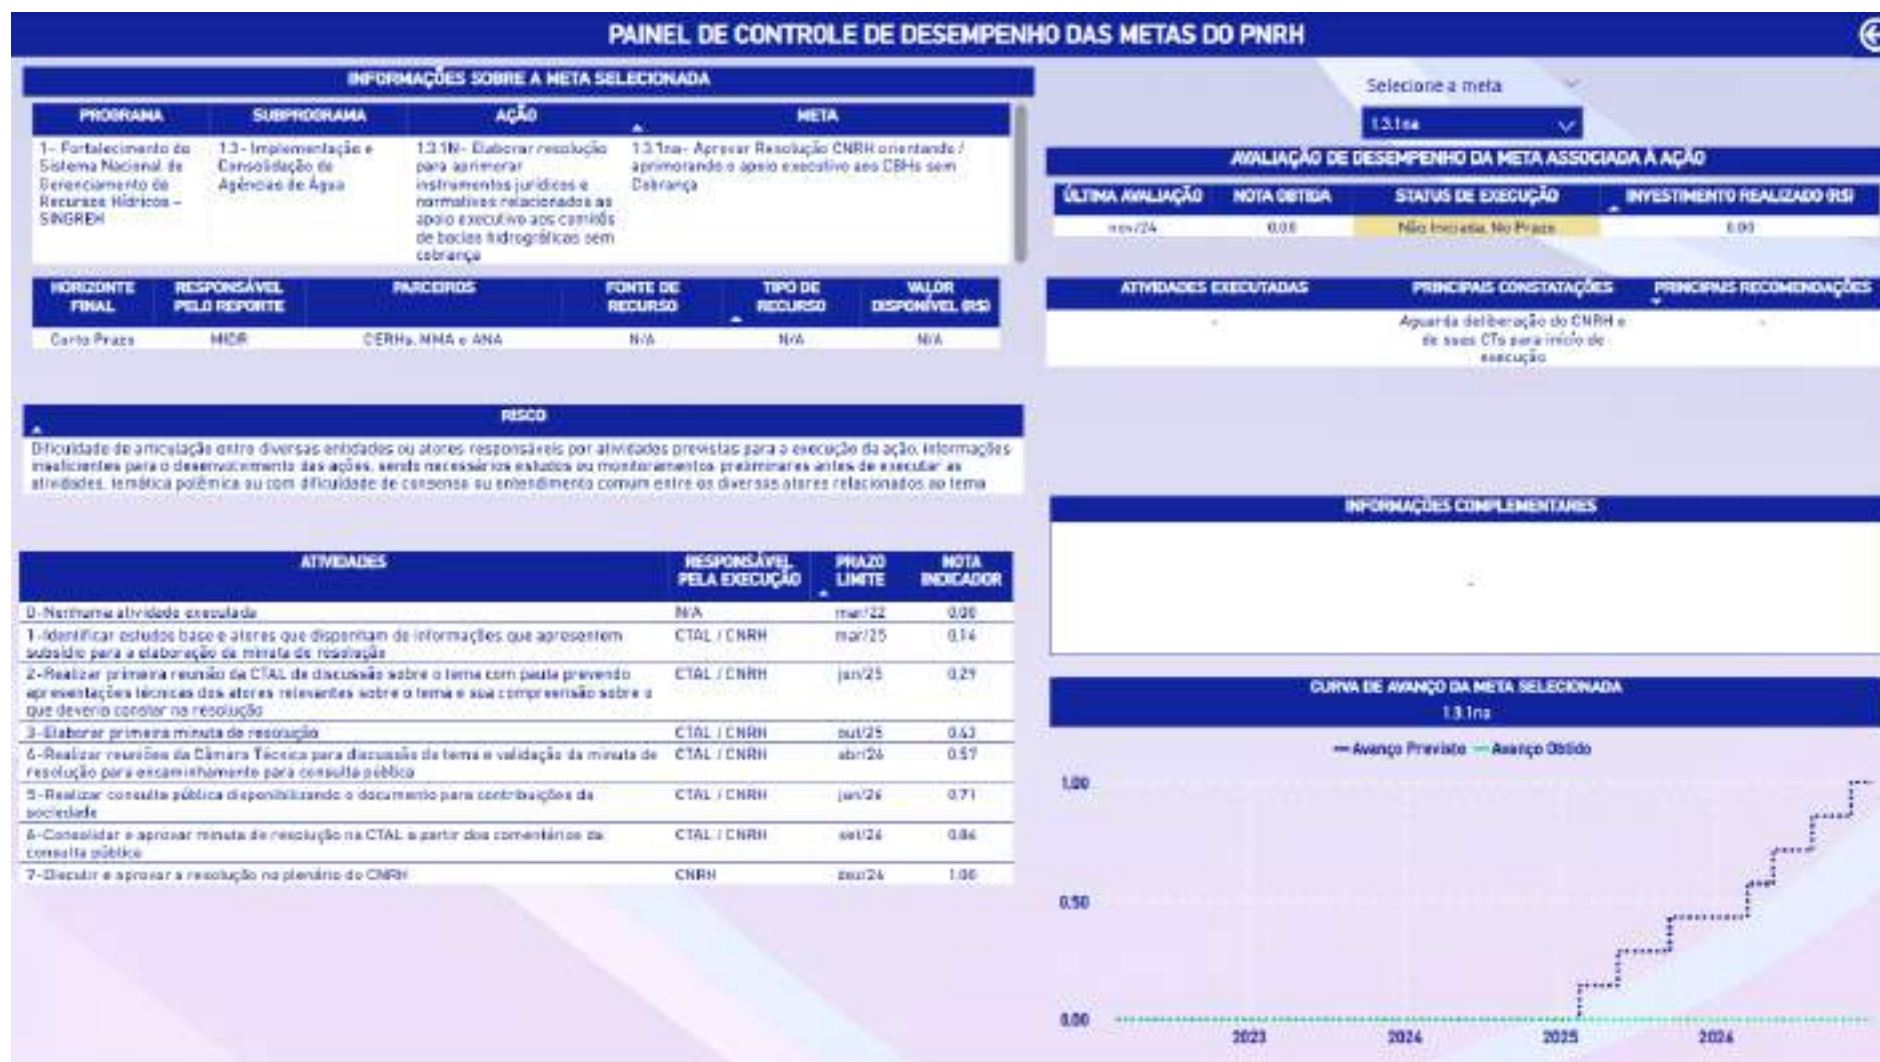 PAINEL DE CONTROLE DE DESEMPENHO DAS METAS DO PNRH
INFORMAÇÕES SOBRE A META SELECIONADA
PROGRAMA SUBPROGRAMA AÇÃO META
1- Fortalecimento do
Sistema Nacional de
Gerenciamento de
Recursos Hídricos –
SINGREH
1.3- Implementação e
Consolidação de
Agências de Água
1.3.1N- Elaborar resolução
para aprimorar
instrumentos jurídicos e
normativos relacionados ao
apoio executivo aos comitês
de bacias hidrográficas sem
cobrança
1.3.1na- Aprovar Resolução CNRH orientando /
aprimorando o apoio executivo aos CBHs sem
Cobrança
HORIZONTE FINAL RESPONSÁVEL PELO REPORTE PARCEIROS FONTE DE RECURSO TIPO DE RECURSO VALOR DISPONÍVEL (R$)
Curto Prazo MIDR CERHs, MMA e ANA N/A N/A N/A
RISCO
Dificuldade de articulação entre diversas entidades ou atores responsáveis por atividades previstas para a execução da ação, informações
insuficientes para o desenvolvimento das ações, sendo necessários estudos ou monitoramentos preliminares antes de executar as
atividades, temática polêmica ou com dificuldade de consenso ou entendimento comum entre os diversos atores relacionados ao tema
ATIVIDADES RESPONSÁVEL PELA EXECUÇÃO PRAZO LIMITE NOTA INDICADOR
0-Nenhuma atividade executada N/A mar/22 0,00
1-Identificar estudos base e atores que disponham de informações que apresentem CTAL / CNRH mar/25 0,14
subsídio para a elaboração da minuta de resolução
2-Realizar primeira reunião da CTAL de discussão sobre o tema com pauta prevendo CTAL / CNRH jun/25 0,29
apresentações técnicas dos atores relevantes sobre o tema e sua compreensão sobre o
que deveria constar na resolução
3-Elaborar primeira minuta de resolução CTAL / CNRH out/25 0,43
4-Realizar reuniões da Câmara Técnica para discussão do tema e validação da minuta de CTAL / CNRH abr/26 0,57
resolução para encaminhamento para consulta pública
5-Realizar consulta pública disponibilizando o documento para contribuições da CTAL / CNRH jun/26 0,71
sociedade
6-Consolidar e aprovar minuta de resolução na CTAL a partir dos comentários da CTAL / CNRH set/26 0,86
consulta pública
7-Discutir e aprovar a resolução no plenário do CNRH CNRH dez/26 1,00
Selecione a meta
1.3.1na
AVALIAÇÃO DE DESEMPENHO DA META ASSOCIADA À AÇÃO
ÚLTIMA AVALIAÇÃO NOTA OBTIDA STATUS DE EXECUÇÃO INVESTIMENTO REALIZADO (R$)
nov/24 0,00 Não Iniciada, No Prazo 0,00
ATIVIDADES EXECUTADAS PRINCIPAIS CONSTATAÇÕES PRINCIPAIS RECOMENDAÇÕES
- Aguarda deliberação do CNRH e -
de suas CTs para início de
execução
INFORMAÇÕES COMPLEMENTARES
-
CURVA DE AVANÇO DA META SELECIONADA
1.3.1na
Avanço Previsto Avanço Obtido
1,00
0,50
0,00
2023 2024 2025 2026